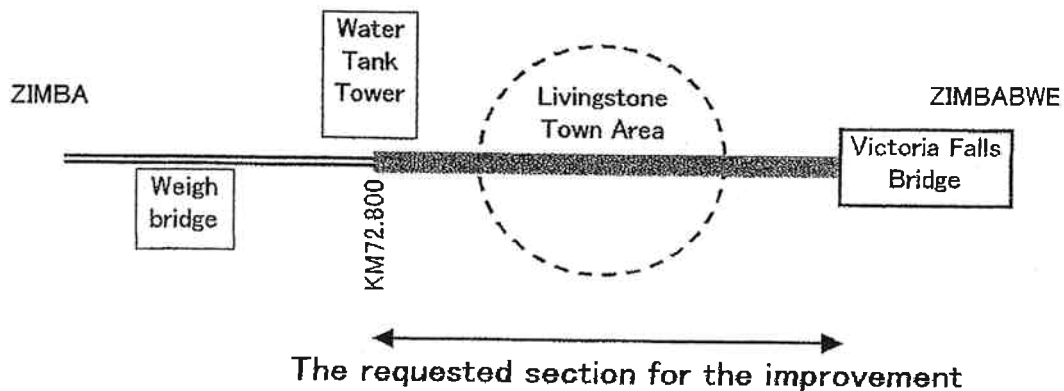 Water
Tank
Tower
ZIMBA
Livingstone
Town Area
ZIMBABWE
Victoria Falls
Bridge
Weigh
bridge
KM72.800
The requested section for the improvement